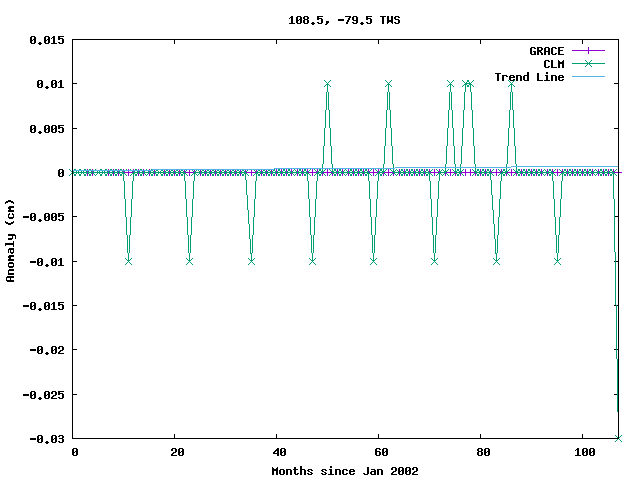 108.5, -79.5 TWS
GRACE
CLM
Trend Line
0.015
0.01
0.005
0
-0.005
-0.01
-0.015
-0.02
-0.025
-0.03
Anomaly (cm)
0 20 40 60 80 100
Months since Jan 2002